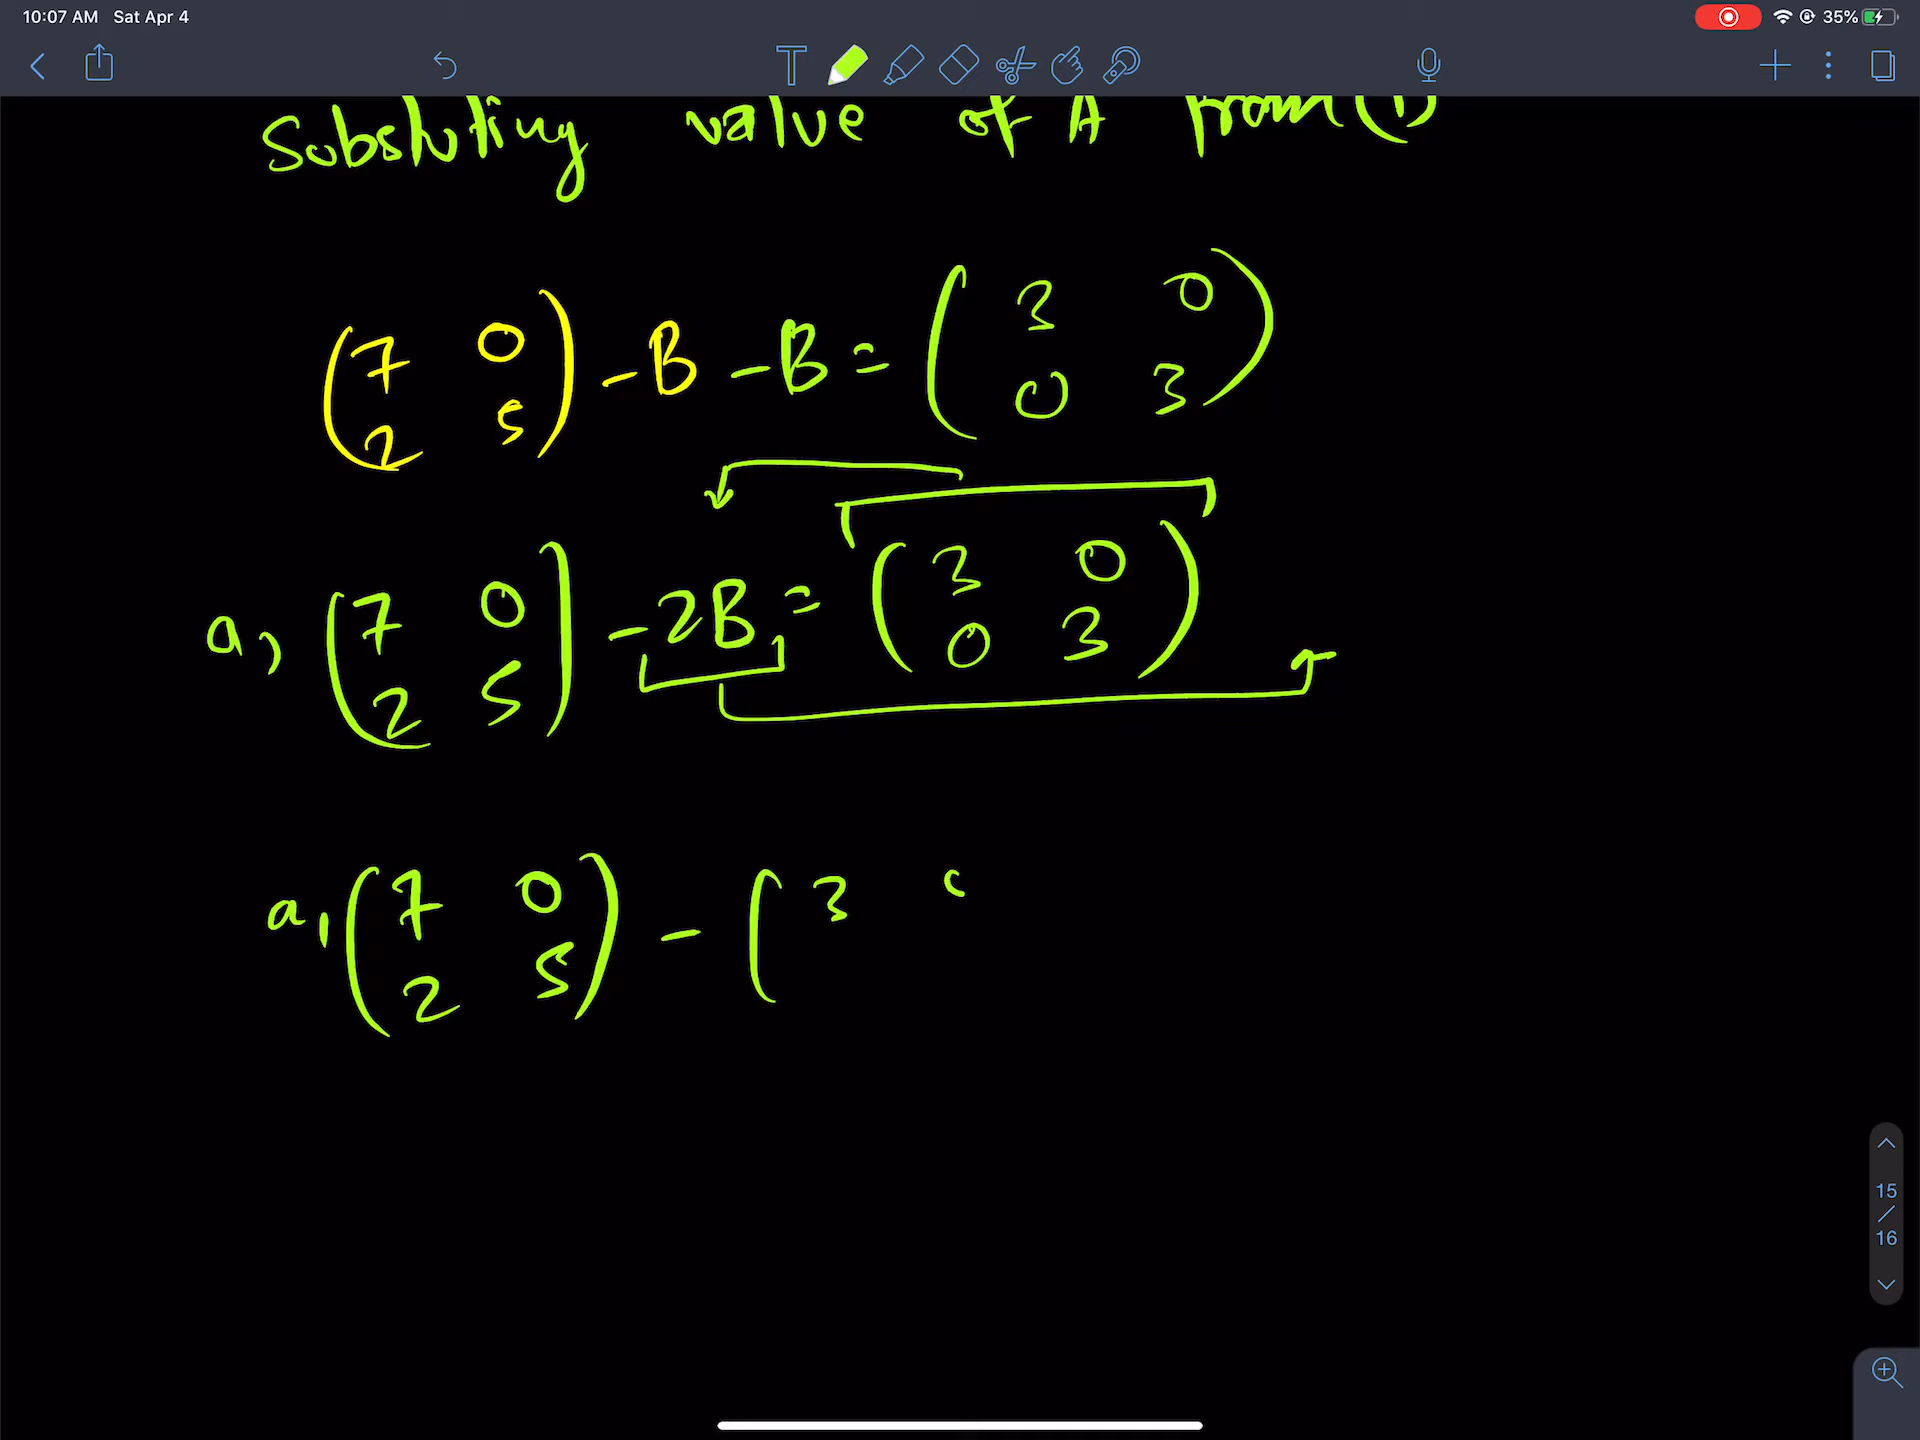 10:07 AM Sat Apr 4 35%
Subsluting value of A from (1)
(7 0
2 5) - B - B = (3 0
0 3)
a, (7 0
2 5) - 2B = (3 0
0 3)
a, (7 0
2 5) - (3
15
/
16